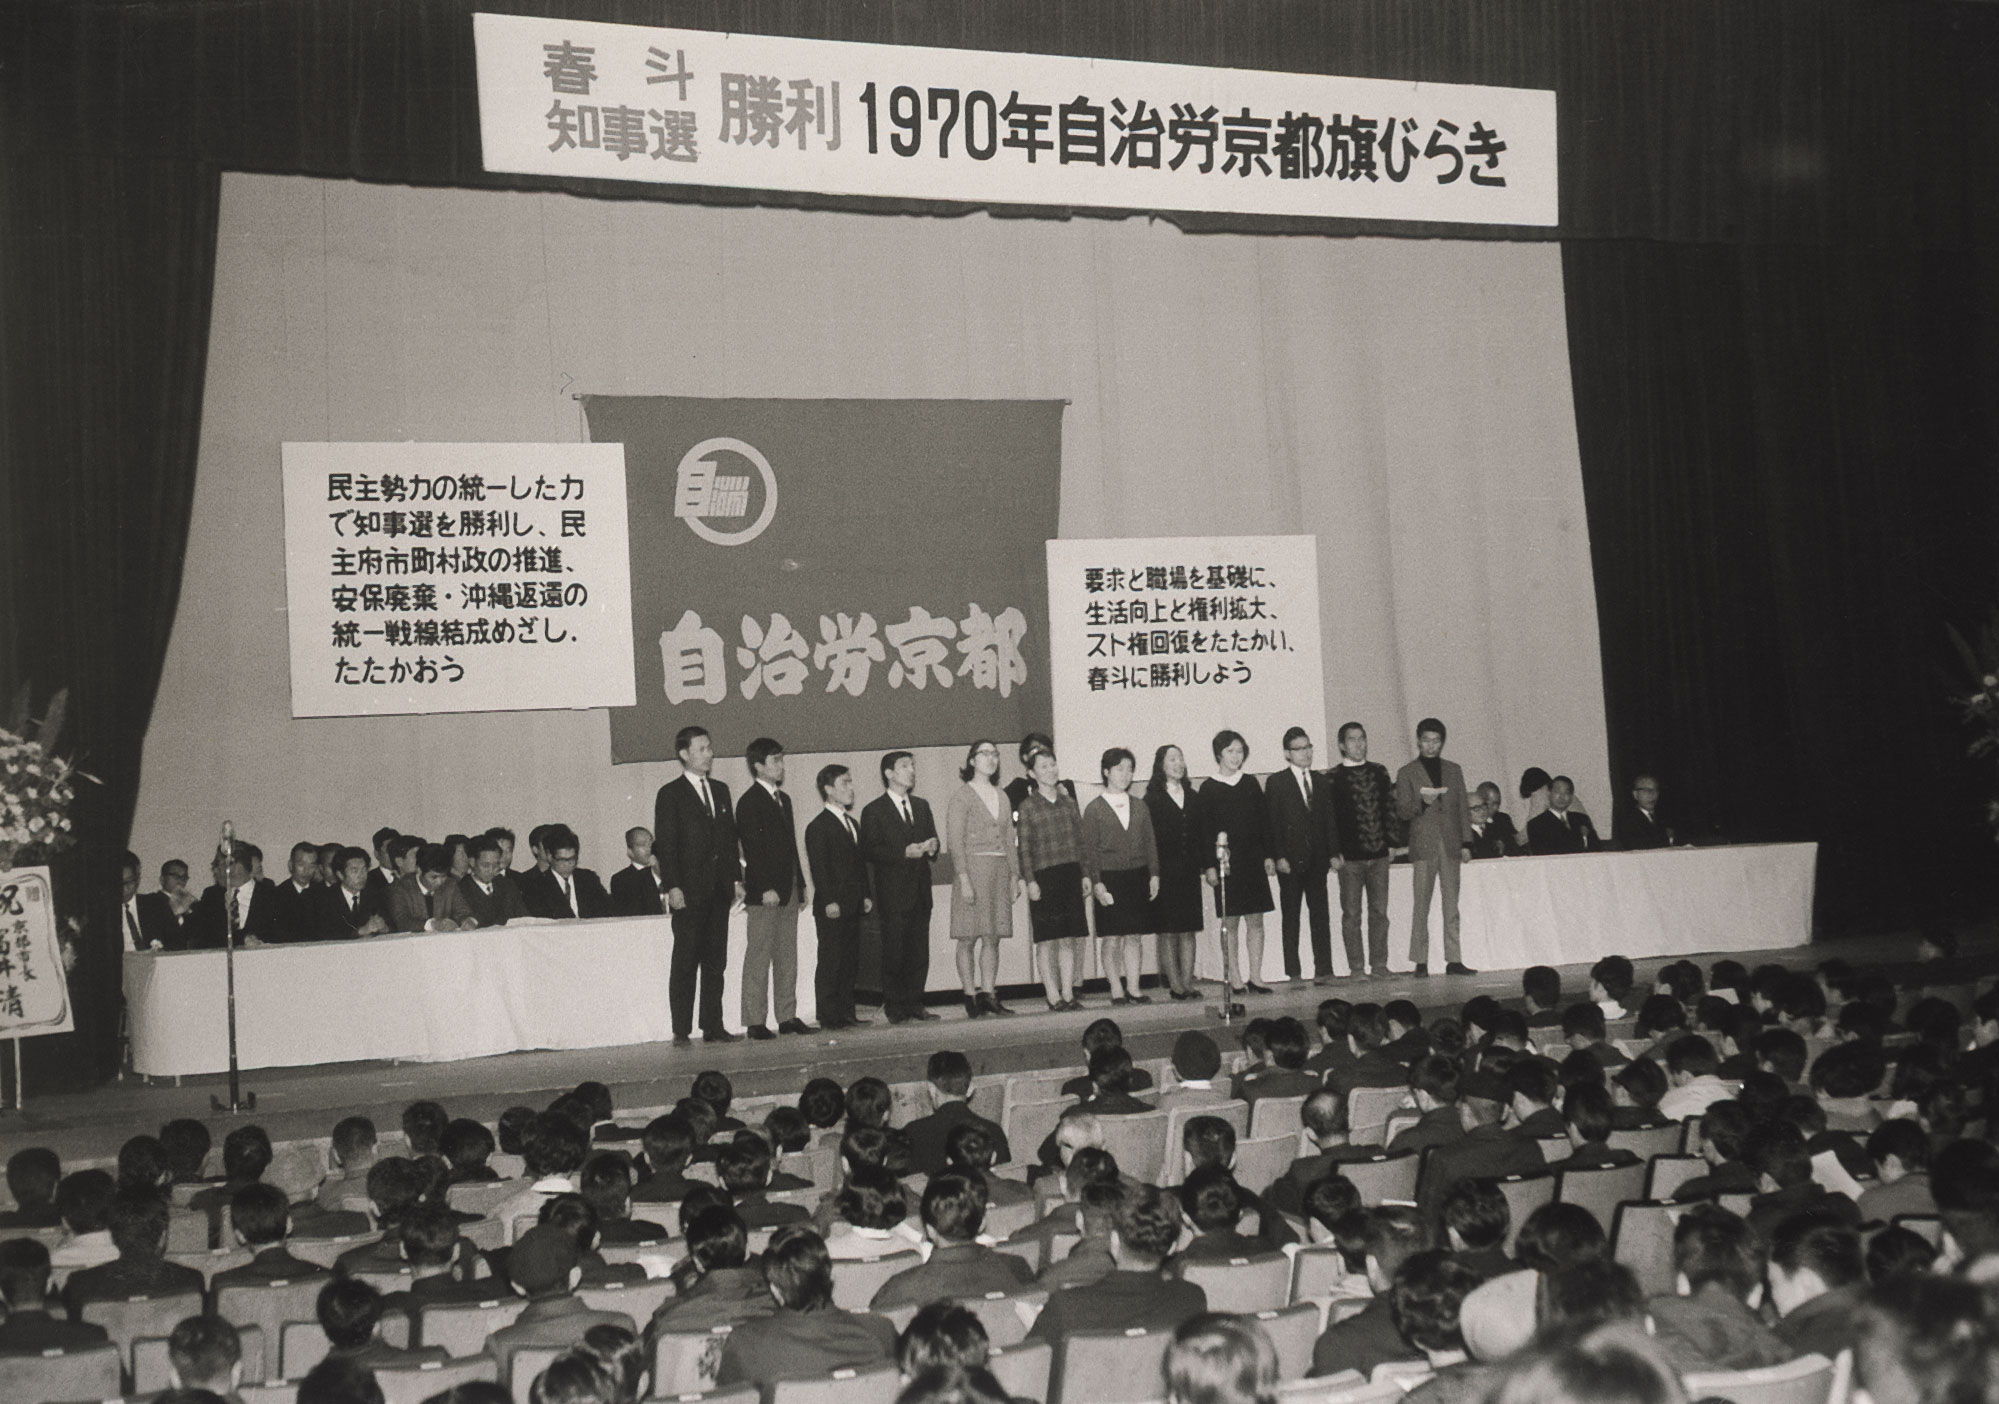 春斗
知事選
勝利
1970年自治労京都旗びらき
民主勢力の統一した力
で知事選を勝利し、民
主府市町村政の推進、
安保廃棄・沖縄返還の
統一戦線結成めざし.
たたかおう
自治労
自治労京都
要求と職場を基礎に、
生活向上と権利拡大、
スト権回復をたたかい、
春斗に勝利しよう
祝
京都市長
富井清